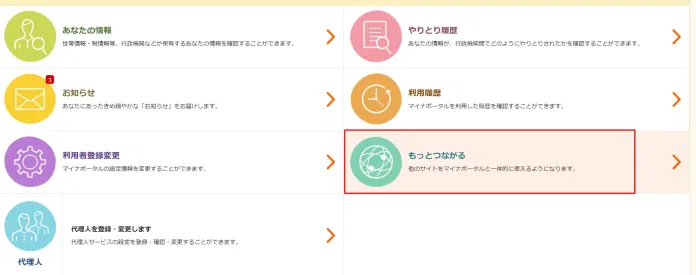 あなたの情報
世帯情報・税情報等、行政機関などが保有するあなたの情報を確認することができます。
やりとり履歴
あなたの情報が、行政機関間でどのようにやりとりされたかを確認することができます。
3
お知らせ
あなたにあったきめ細やかな「お知らせ」をお届けします。
利用履歴
マイナポータルを利用した履歴を確認することができます。
利用者登録変更
マイナポータルの設定情報を変更することができます。
もっとつながる
他のサイトをマイナポータルと一体的に使えるようになります。
代理人を登録・変更します
代理人サービスの設定を登録・確認・変更することができます。
代理人